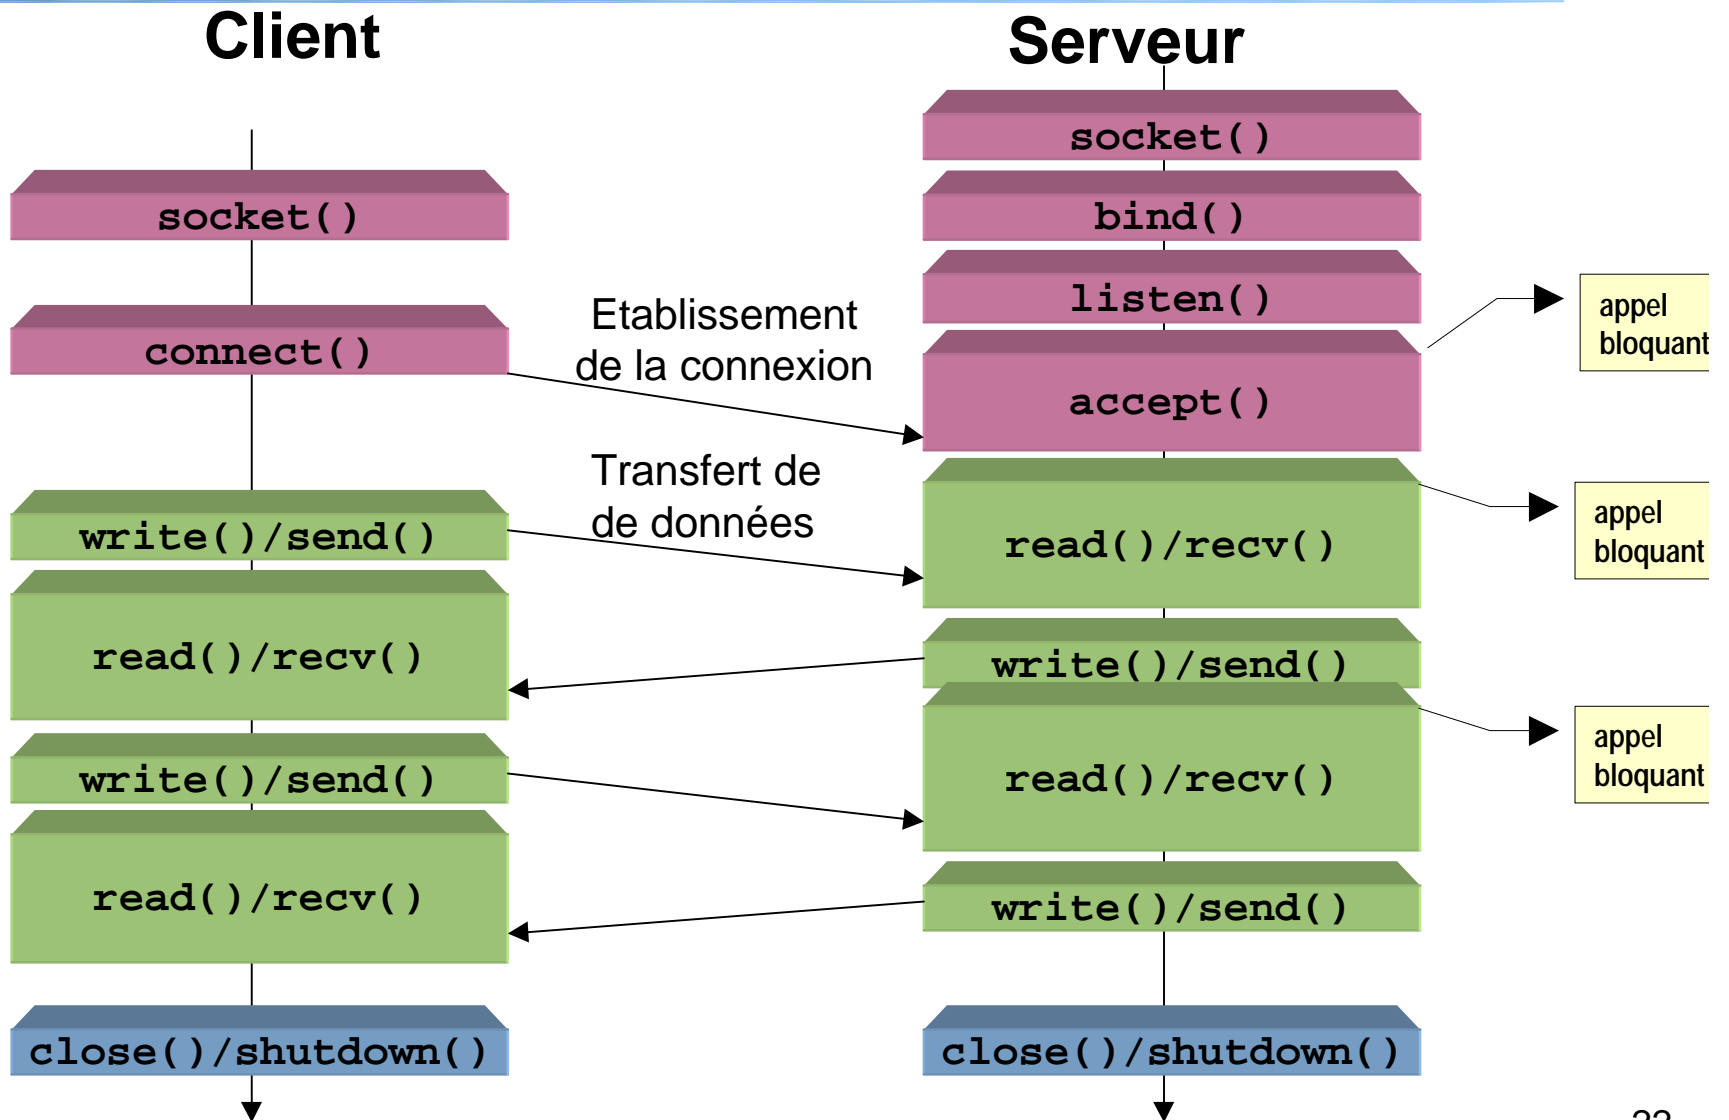 Client
Serveur
socket()
bind()
listen()
accept()
socket()
connect()
Etablissement
de la connexion
appel
bloquant
Transfert de
de données
write()/send()
read()/recv()
appel
bloquant
read()/recv()
write()/send()
write()/send()
read()/recv()
appel
bloquant
read()/recv()
write()/send()
close()/shutdown()
close()/shutdown()